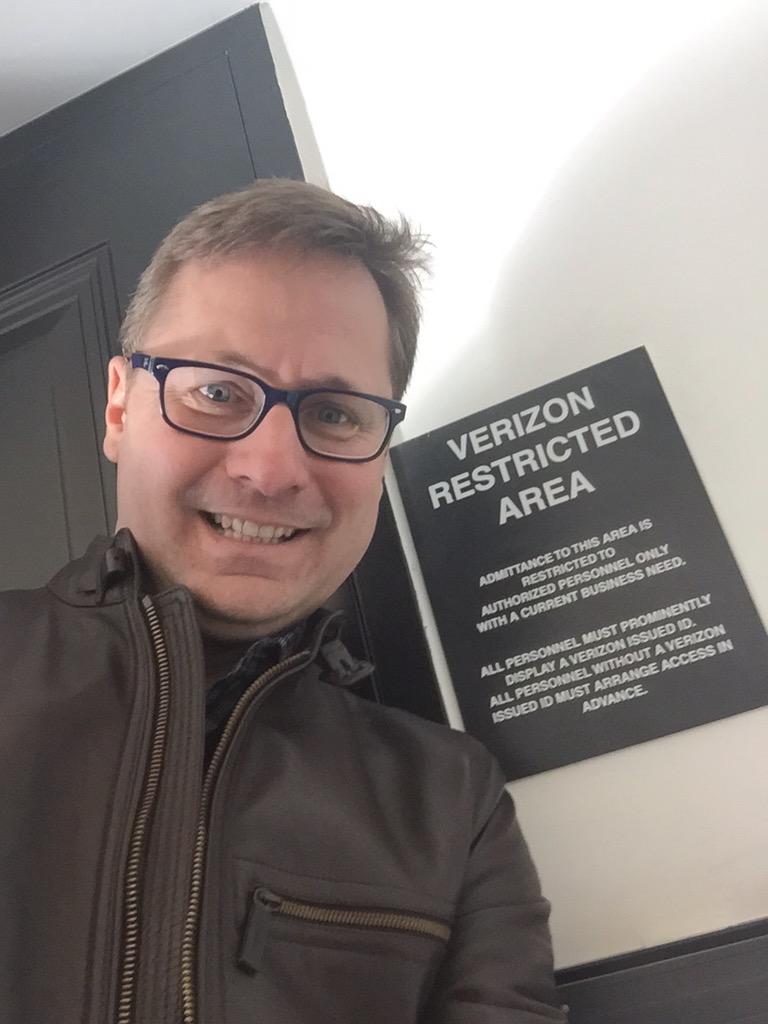 VERIZON
RESTRICTED
AREA
ADMITTANCE TO THIS AREA IS
RESTRICTED TO
AUTHORIZED PERSONNEL ONLY
WITH A CURRENT BUSINESS NEED.
ALL PERSONNEL MUST PROMINENTLY
DISPLAY A VERIZON ISSUED ID.
ALL PERSONNEL WITHOUT A VERIZON
ISSUED ID MUST ARRANGE ACCESS IN
ADVANCE.